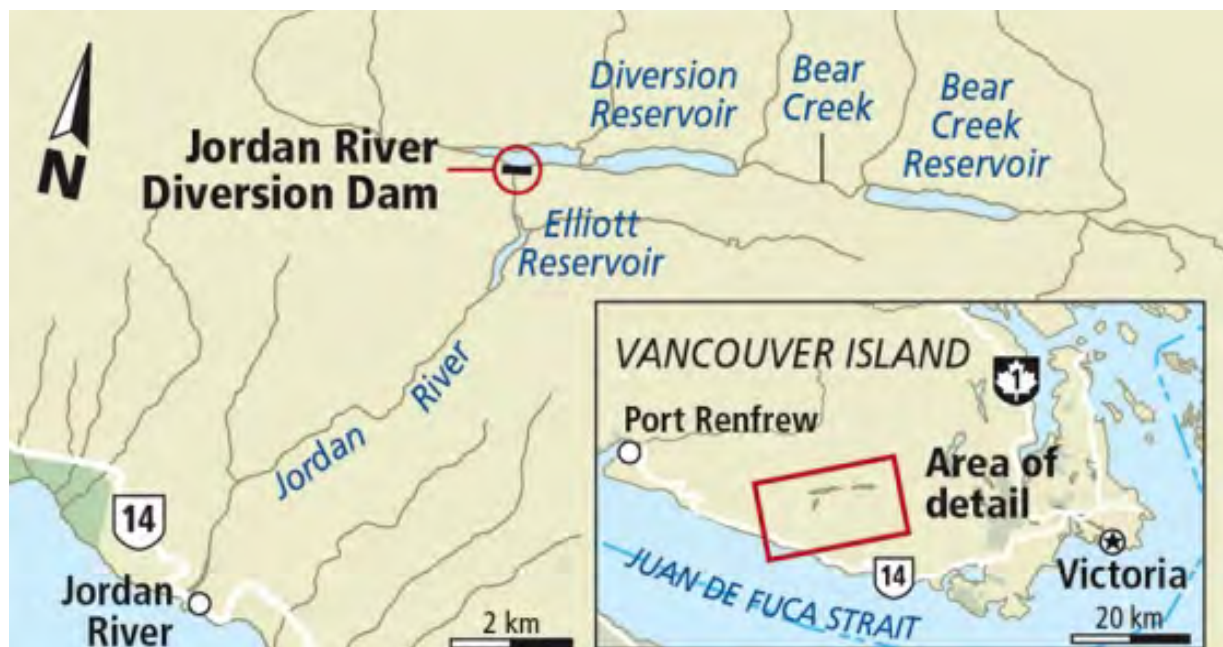 Diversion
Reservoir
Bear
Creek
Bear
Creek
Reservoir
N
Jordan River
Diversion Dam
Elliott
Reservoir
Jordan River
14
Jordan
River
2 km
VANCOUVER ISLAND
1
Port Renfrew
Area of
detail
14
Victoria
JUAN DE FUCA STRAIT
20 km